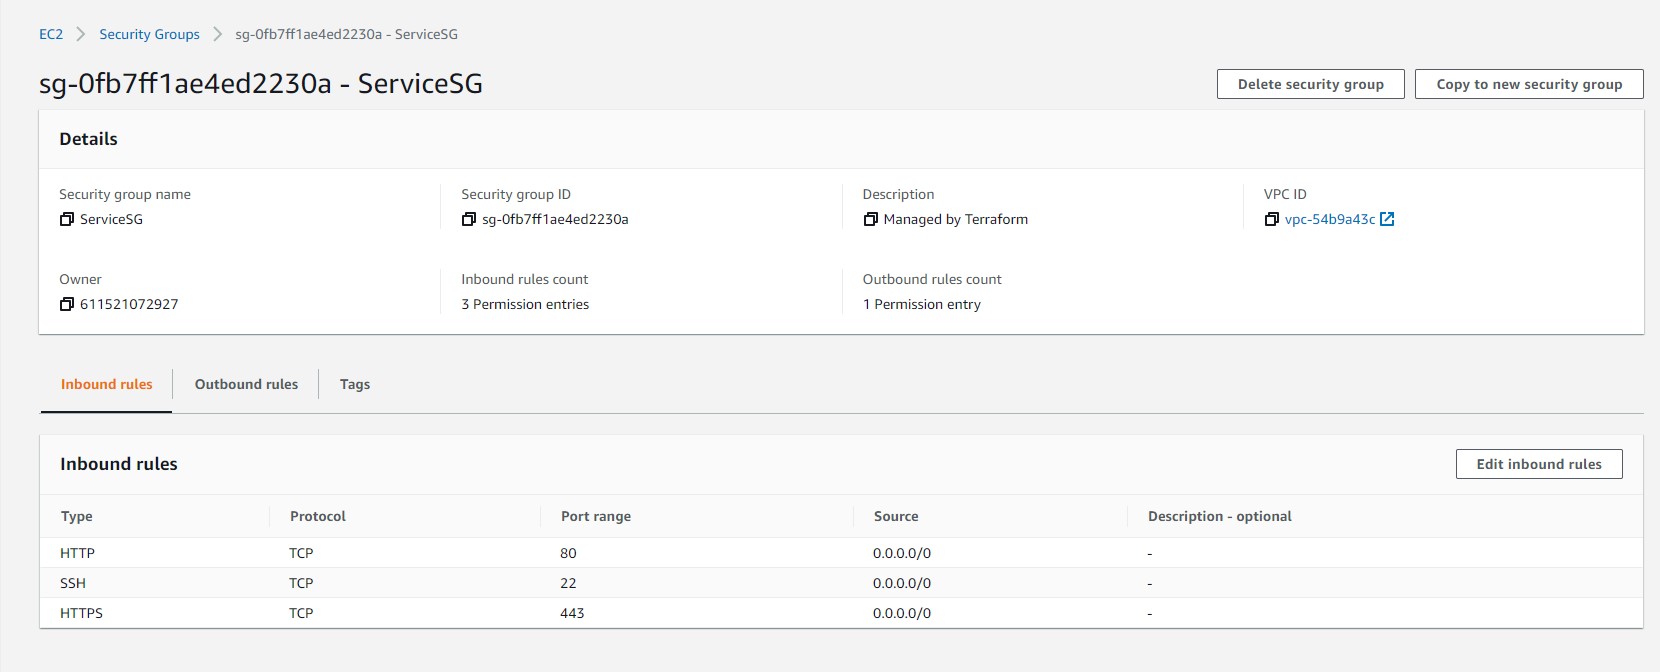 EC2 > Security Groups > sg-0fb7ff1ae4ed2230a - ServiceSG
sg-0fb7ff1ae4ed2230a - ServiceSG
Delete security group Copy to new security group
Details
Security group name Security group ID Description VPC ID
ServiceSG sg-0fb7ff1ae4ed2230a Managed by Terraform vpc-54b9a43c
Owner Inbound rules count Outbound rules count
611521072927 3 Permission entries 1 Permission entry
Inbound rules Outbound rules Tags
Inbound rules Edit inbound rules
Type Protocol Port range Source Description - optional
HTTP TCP 80 0.0.0.0/0 -
SSH TCP 22 0.0.0.0/0 -
HTTPS TCP 443 0.0.0.0/0 -